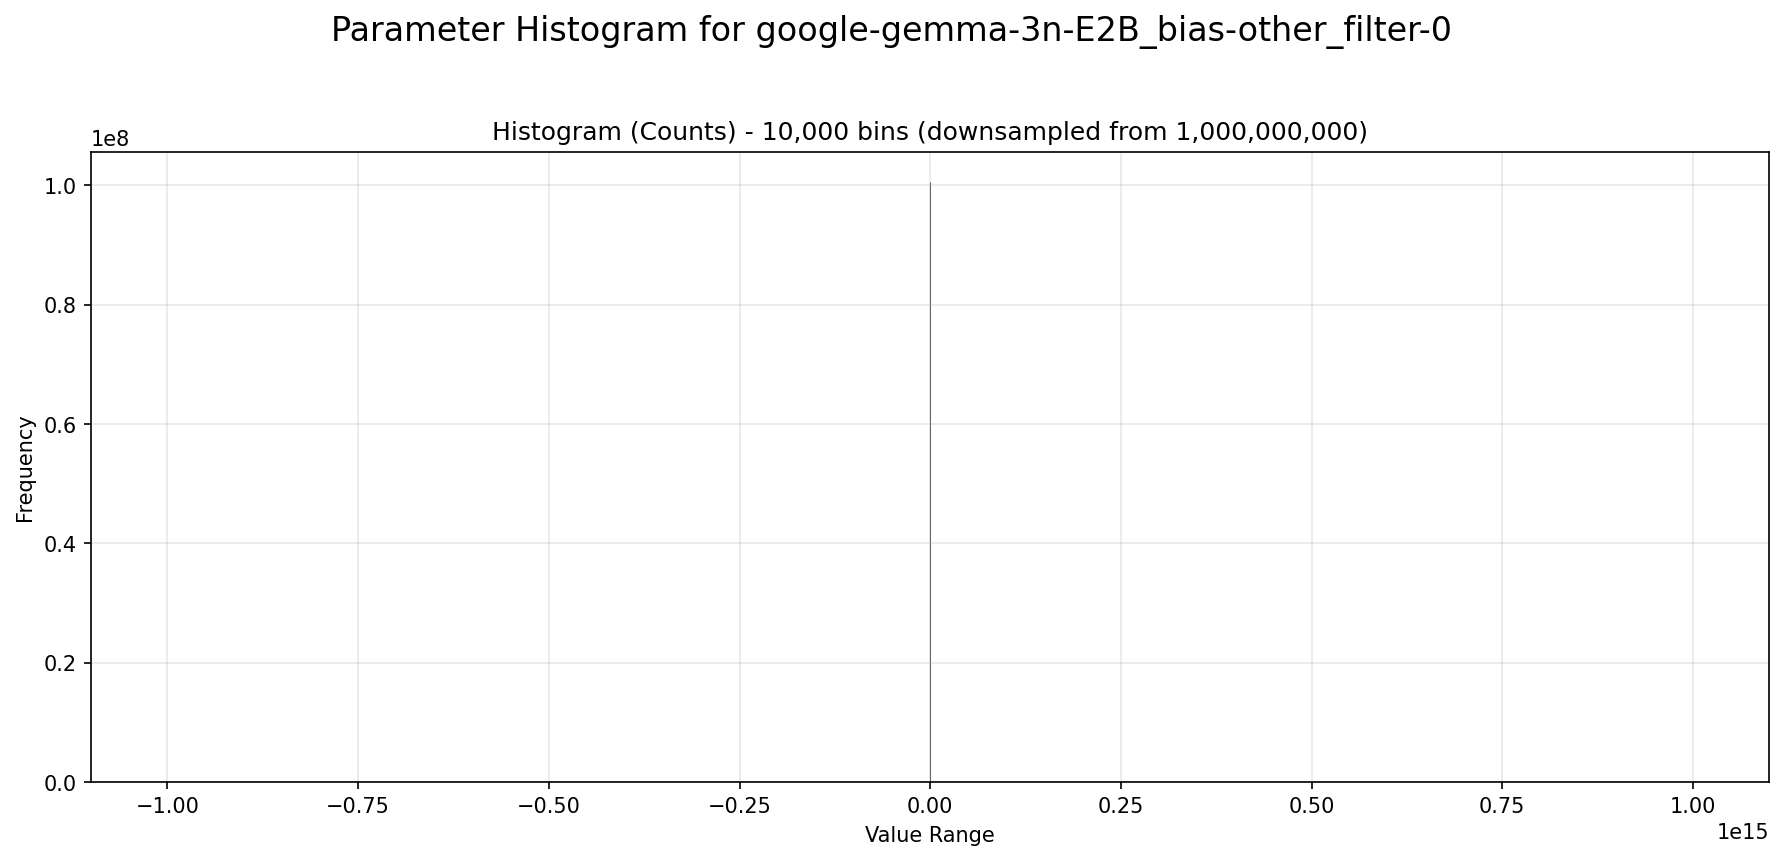 Parameter Histogram for google-gemma-3n-E2B_bias-other_filter-0
Histogram (Counts) - 10,000 bins (downsampled from 1,000,000,000)
1e8
1.0
0.8
0.6
0.4
0.2
0.0
Frequency
−1.00 −0.75 −0.50 −0.25 0.00 0.25 0.50 0.75 1.00
1e15
Value Range